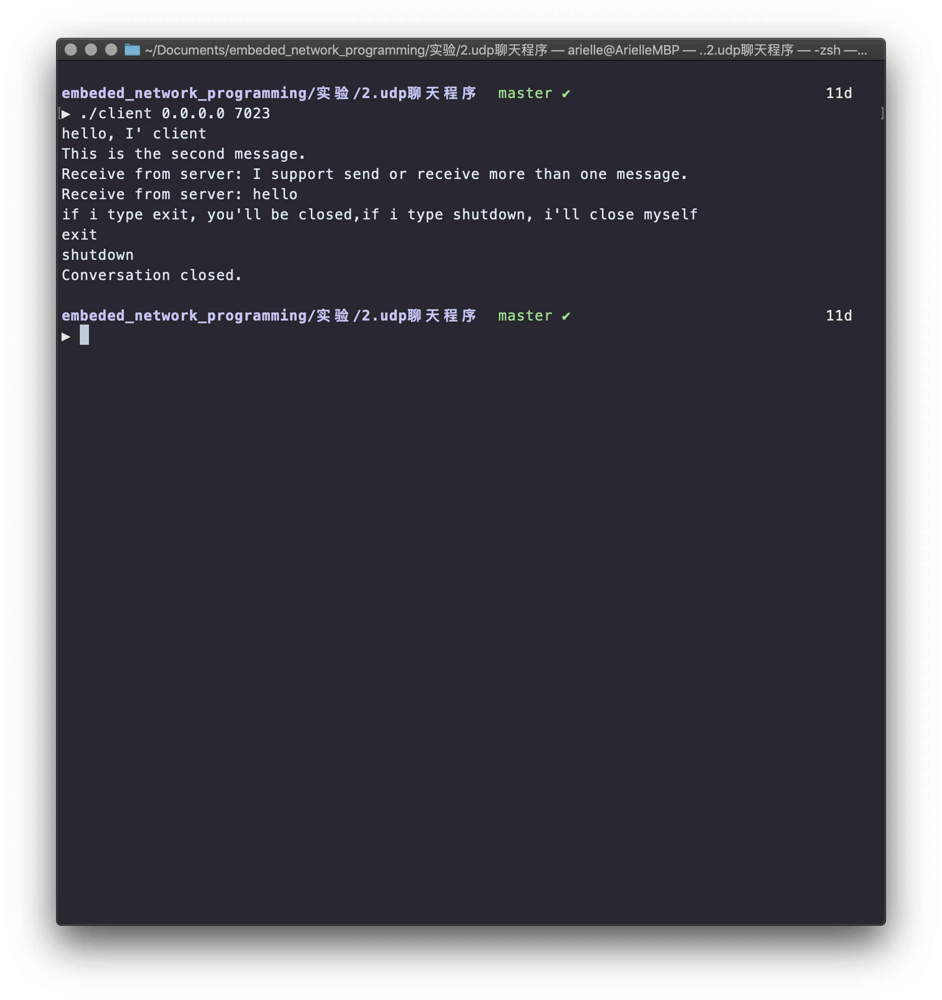 ~/Documents/embeded_network_programming/实验/2.udp聊天程序 — arielle@ArielleMBP — ..2.udp聊天程序 — -zsh —...
embeded_network_programming/实验/2.udp聊天程序 master ✔ 11d
[▶ ./client 0.0.0.0 7023 ]
hello, I' client
This is the second message.
Receive from server: I support send or receive more than one message.
Receive from server: hello
if i type exit, you'll be closed,if i type shutdown, i'll close myself
exit
shutdown
Conversation closed.
embeded_network_programming/实验/2.udp聊天程序 master ✔ 11d
▶